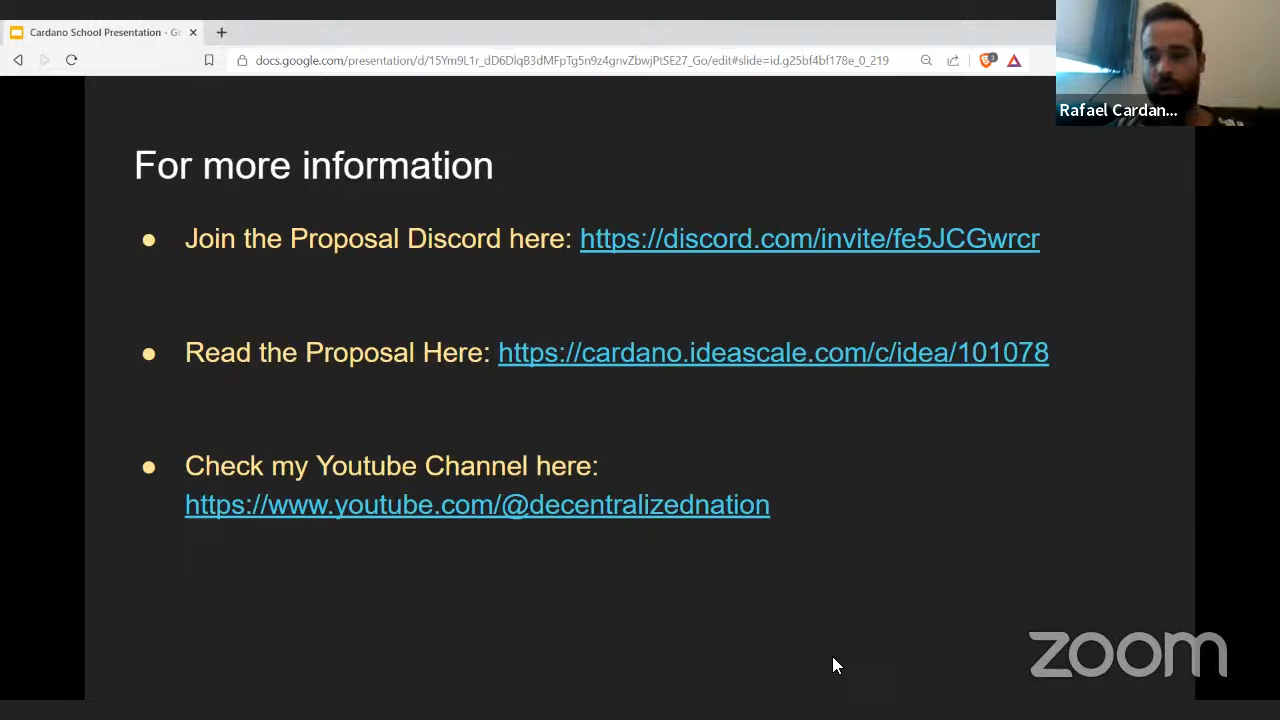 Cardano School Presentation - Go
docs.google.com/presentation/d/15Ym9L1r_dD6DlqB3dMFpTg5n9z4gnvZbwjPtSE27_Go/edit#slide=id.g25bf4bf178e_0_219
Rafael Cardan...
For more information
● Join the Proposal Discord here: https://discord.com/invite/fe5JCGwrcr
● Read the Proposal Here: https://cardano.ideascale.com/c/idea/101078
● Check my Youtube Channel here:
https://www.youtube.com/@decentralizednation
zoom